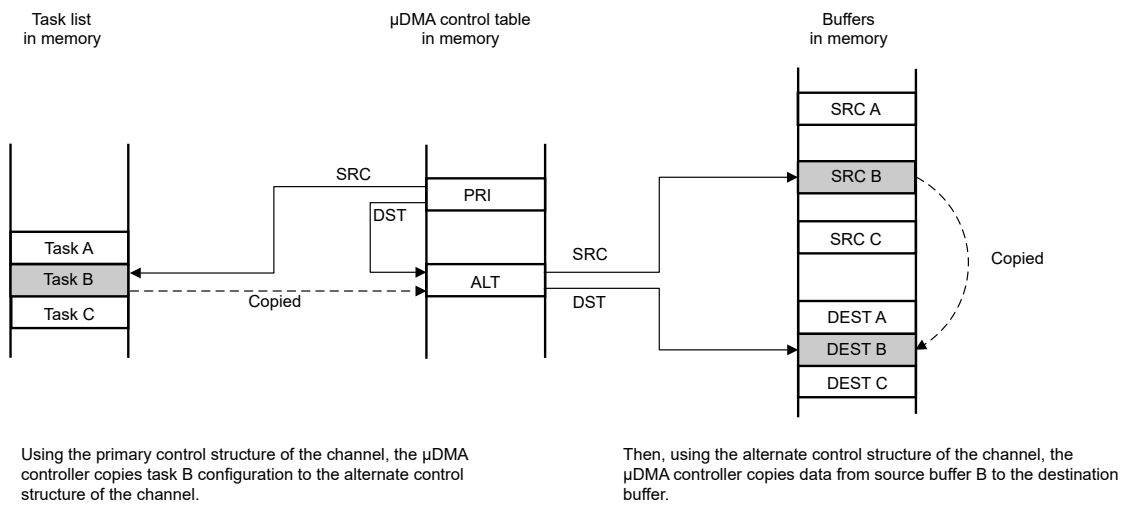 Task list
in memory
µDMA control table
in memory
Buffers
in memory
SRC A
SRC B
SRC C
Copied
DEST A
DEST B
DEST C
SRC
PRI
DST
Task A
Task B
Task C
Copied
ALT
SRC
DST
Using the primary control structure of the channel, the µDMA
controller copies task B configuration to the alternate control
structure of the channel.
Then, using the alternate control structure of the channel, the
µDMA controller copies data from source buffer B to the destination
buffer.